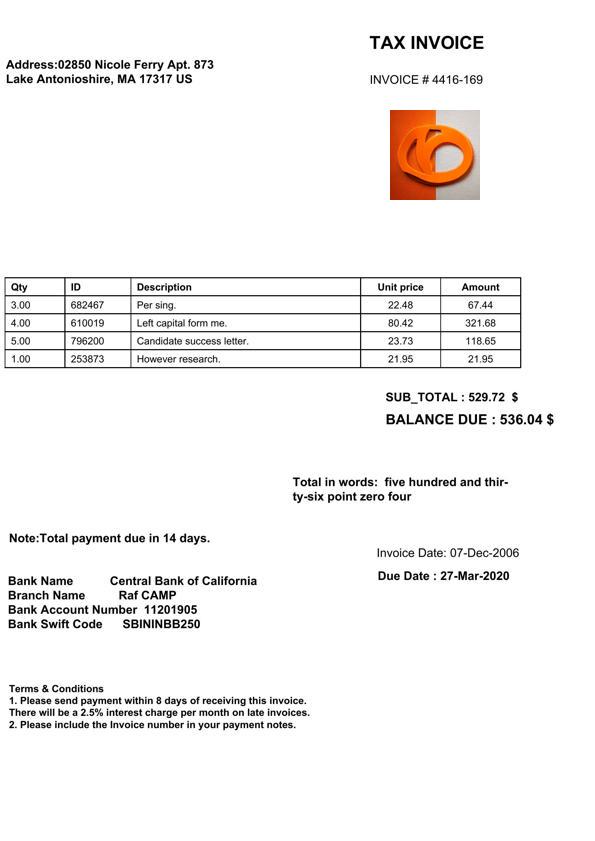 TAX INVOICE
Address:02850 Nicole Ferry Apt. 873
Lake Antonioshire, MA 17317 US
INVOICE # 4416-169
Qty ID Description Unit price Amount
3.00 682467 Per sing. 22.48 67.44
4.00 610019 Left capital form me. 80.42 321.68
5.00 796200 Candidate success letter. 23.73 118.65
1.00 253873 However research. 21.95 21.95
SUB_TOTAL : 529.72 $
BALANCE DUE : 536.04 $
Total in words: five hundred and thir-
ty-six point zero four
Note:Total payment due in 14 days.
Invoice Date: 07-Dec-2006
Due Date : 27-Mar-2020
Bank Name Central Bank of California
Branch Name Raf CAMP
Bank Account Number 11201905
Bank Swift Code SBININBB250
Terms & Conditions
1. Please send payment within 8 days of receiving this invoice.
There will be a 2.5% interest charge per month on late invoices.
2. Please include the Invoice number in your payment notes.